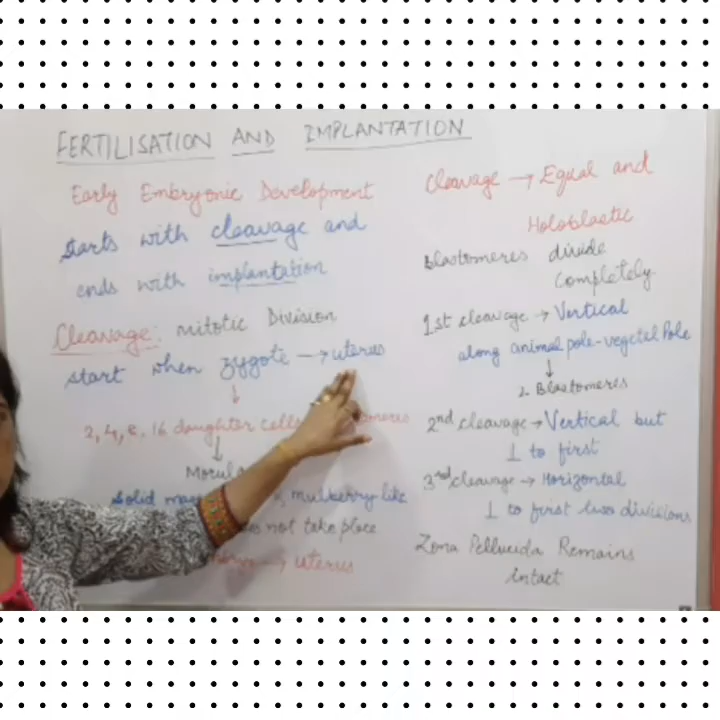 FERTILISATION AND IMPLANTATION
Early Embryonic Development
starts with cleavage and
ends with implantation
Cleavage: mitotic Division
start when zygote → uterus
↓
2, 4, 8, 16 daughter cells
↓
Morula
Solid mulberry like
not take place
→ uterus
Cleavage → Equal and
Holoblastic
Blastomeres divide
completely
1st cleavage → Vertical
along animal pole-vegetal Pole
↓
2 Blastomeres
2nd cleavage → Vertical but
⊥ to first
3rd cleavage → Horizontal
⊥ to first two divisions
Zona Pellucida Remains
intact